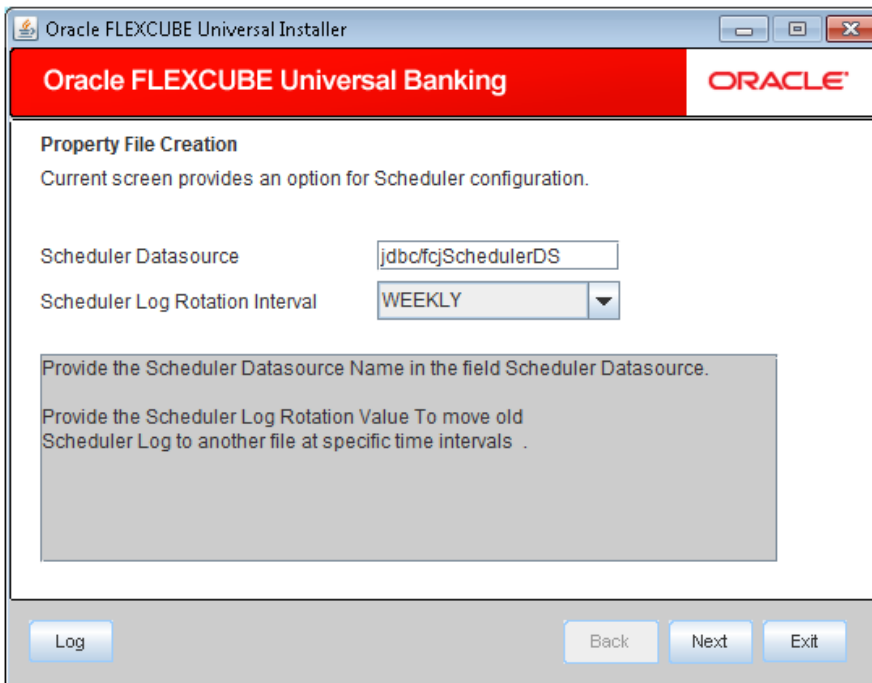 Oracle FLEXCUBE Universal Installer
Oracle FLEXCUBE Universal Banking
ORACLE
Property File Creation
Current screen provides an option for Scheduler configuration.
Scheduler Datasource jdbc/fcjSchedulerDS
Scheduler Log Rotation Interval WEEKLY
Provide the Scheduler Datasource Name in the field Scheduler Datasource.
Provide the Scheduler Log Rotation Value To move old
Scheduler Log to another file at specific time intervals .
Log Back Next Exit